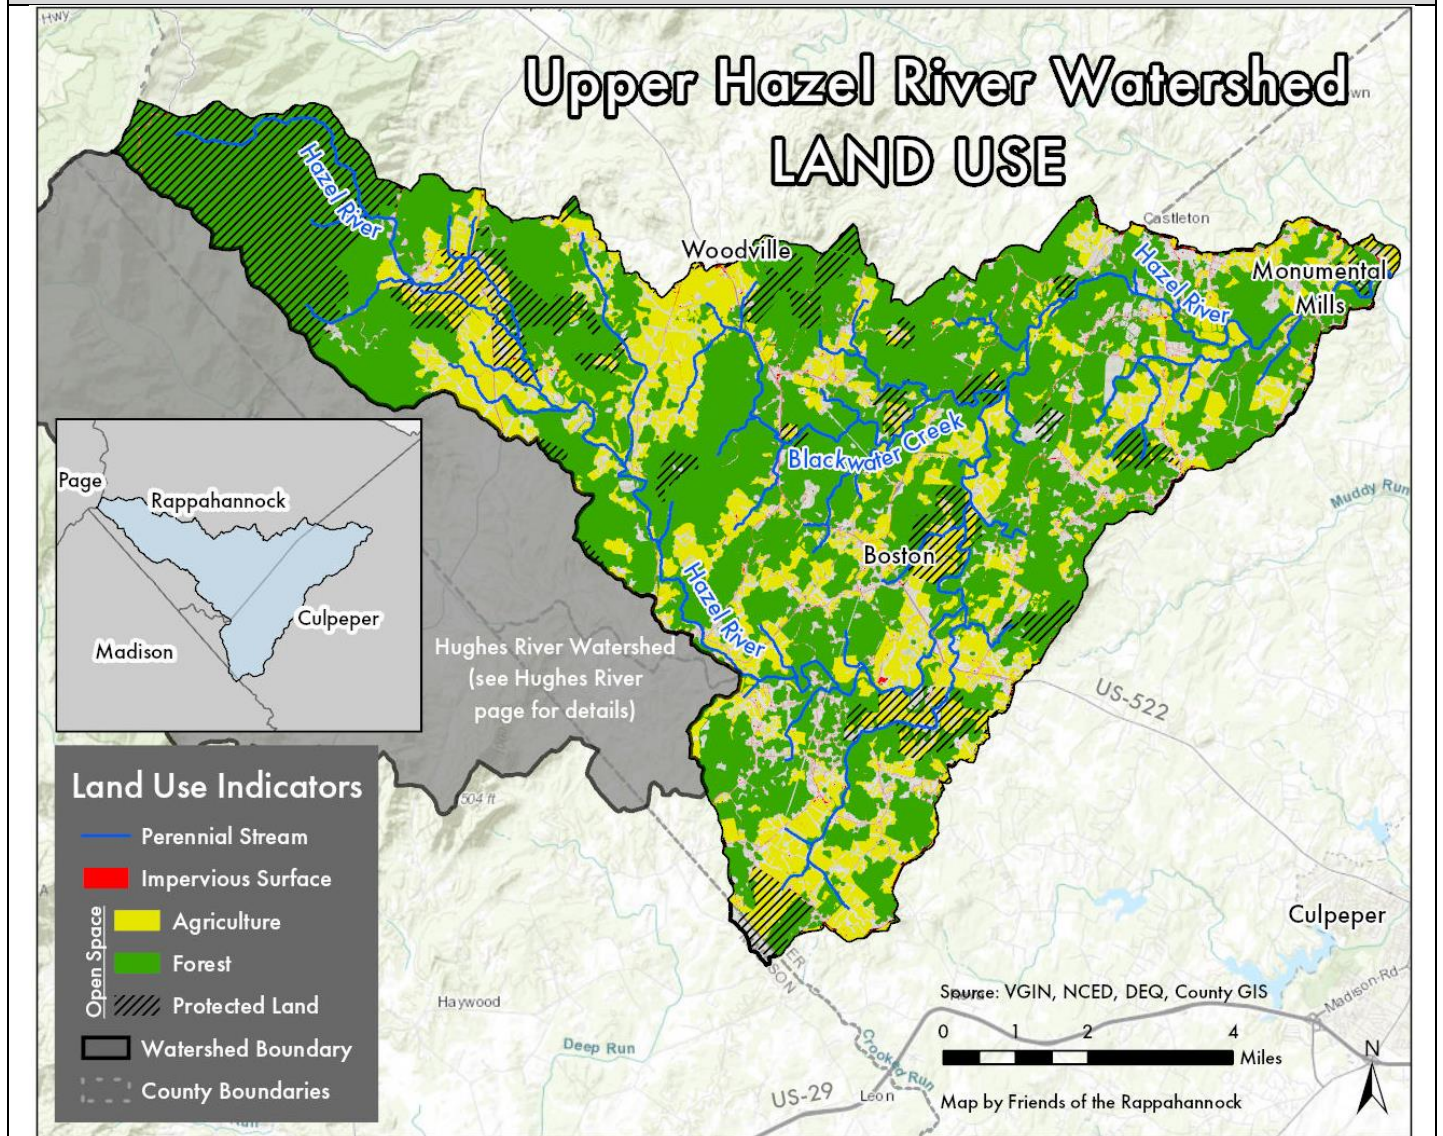 Hwy
Upper Hazel River Watershed
LAND USE
Hazel River
Woodville
Castleton
Hazel River
Monumental
Mills
Blackwater Creek
Page
Rappahannock
Culpeper
Madison
Muddy Run
Boston
Hazel River
Hughes River Watershed
(see Hughes River
page for details)
US-522
Land Use Indicators
504 ft
Perennial Stream
Impervious Surface
Open Space
Agriculture
Forest
Protected Land
Watershed Boundary
County Boundaries
Culpeper
Haywood
Deep Run
Crooked Run
Madison-Rd
Source: VGIN, NCED, DEQ, County GIS
0 1 2 4
Miles
N
US-29
Leon
Map by Friends of the Rappahannock